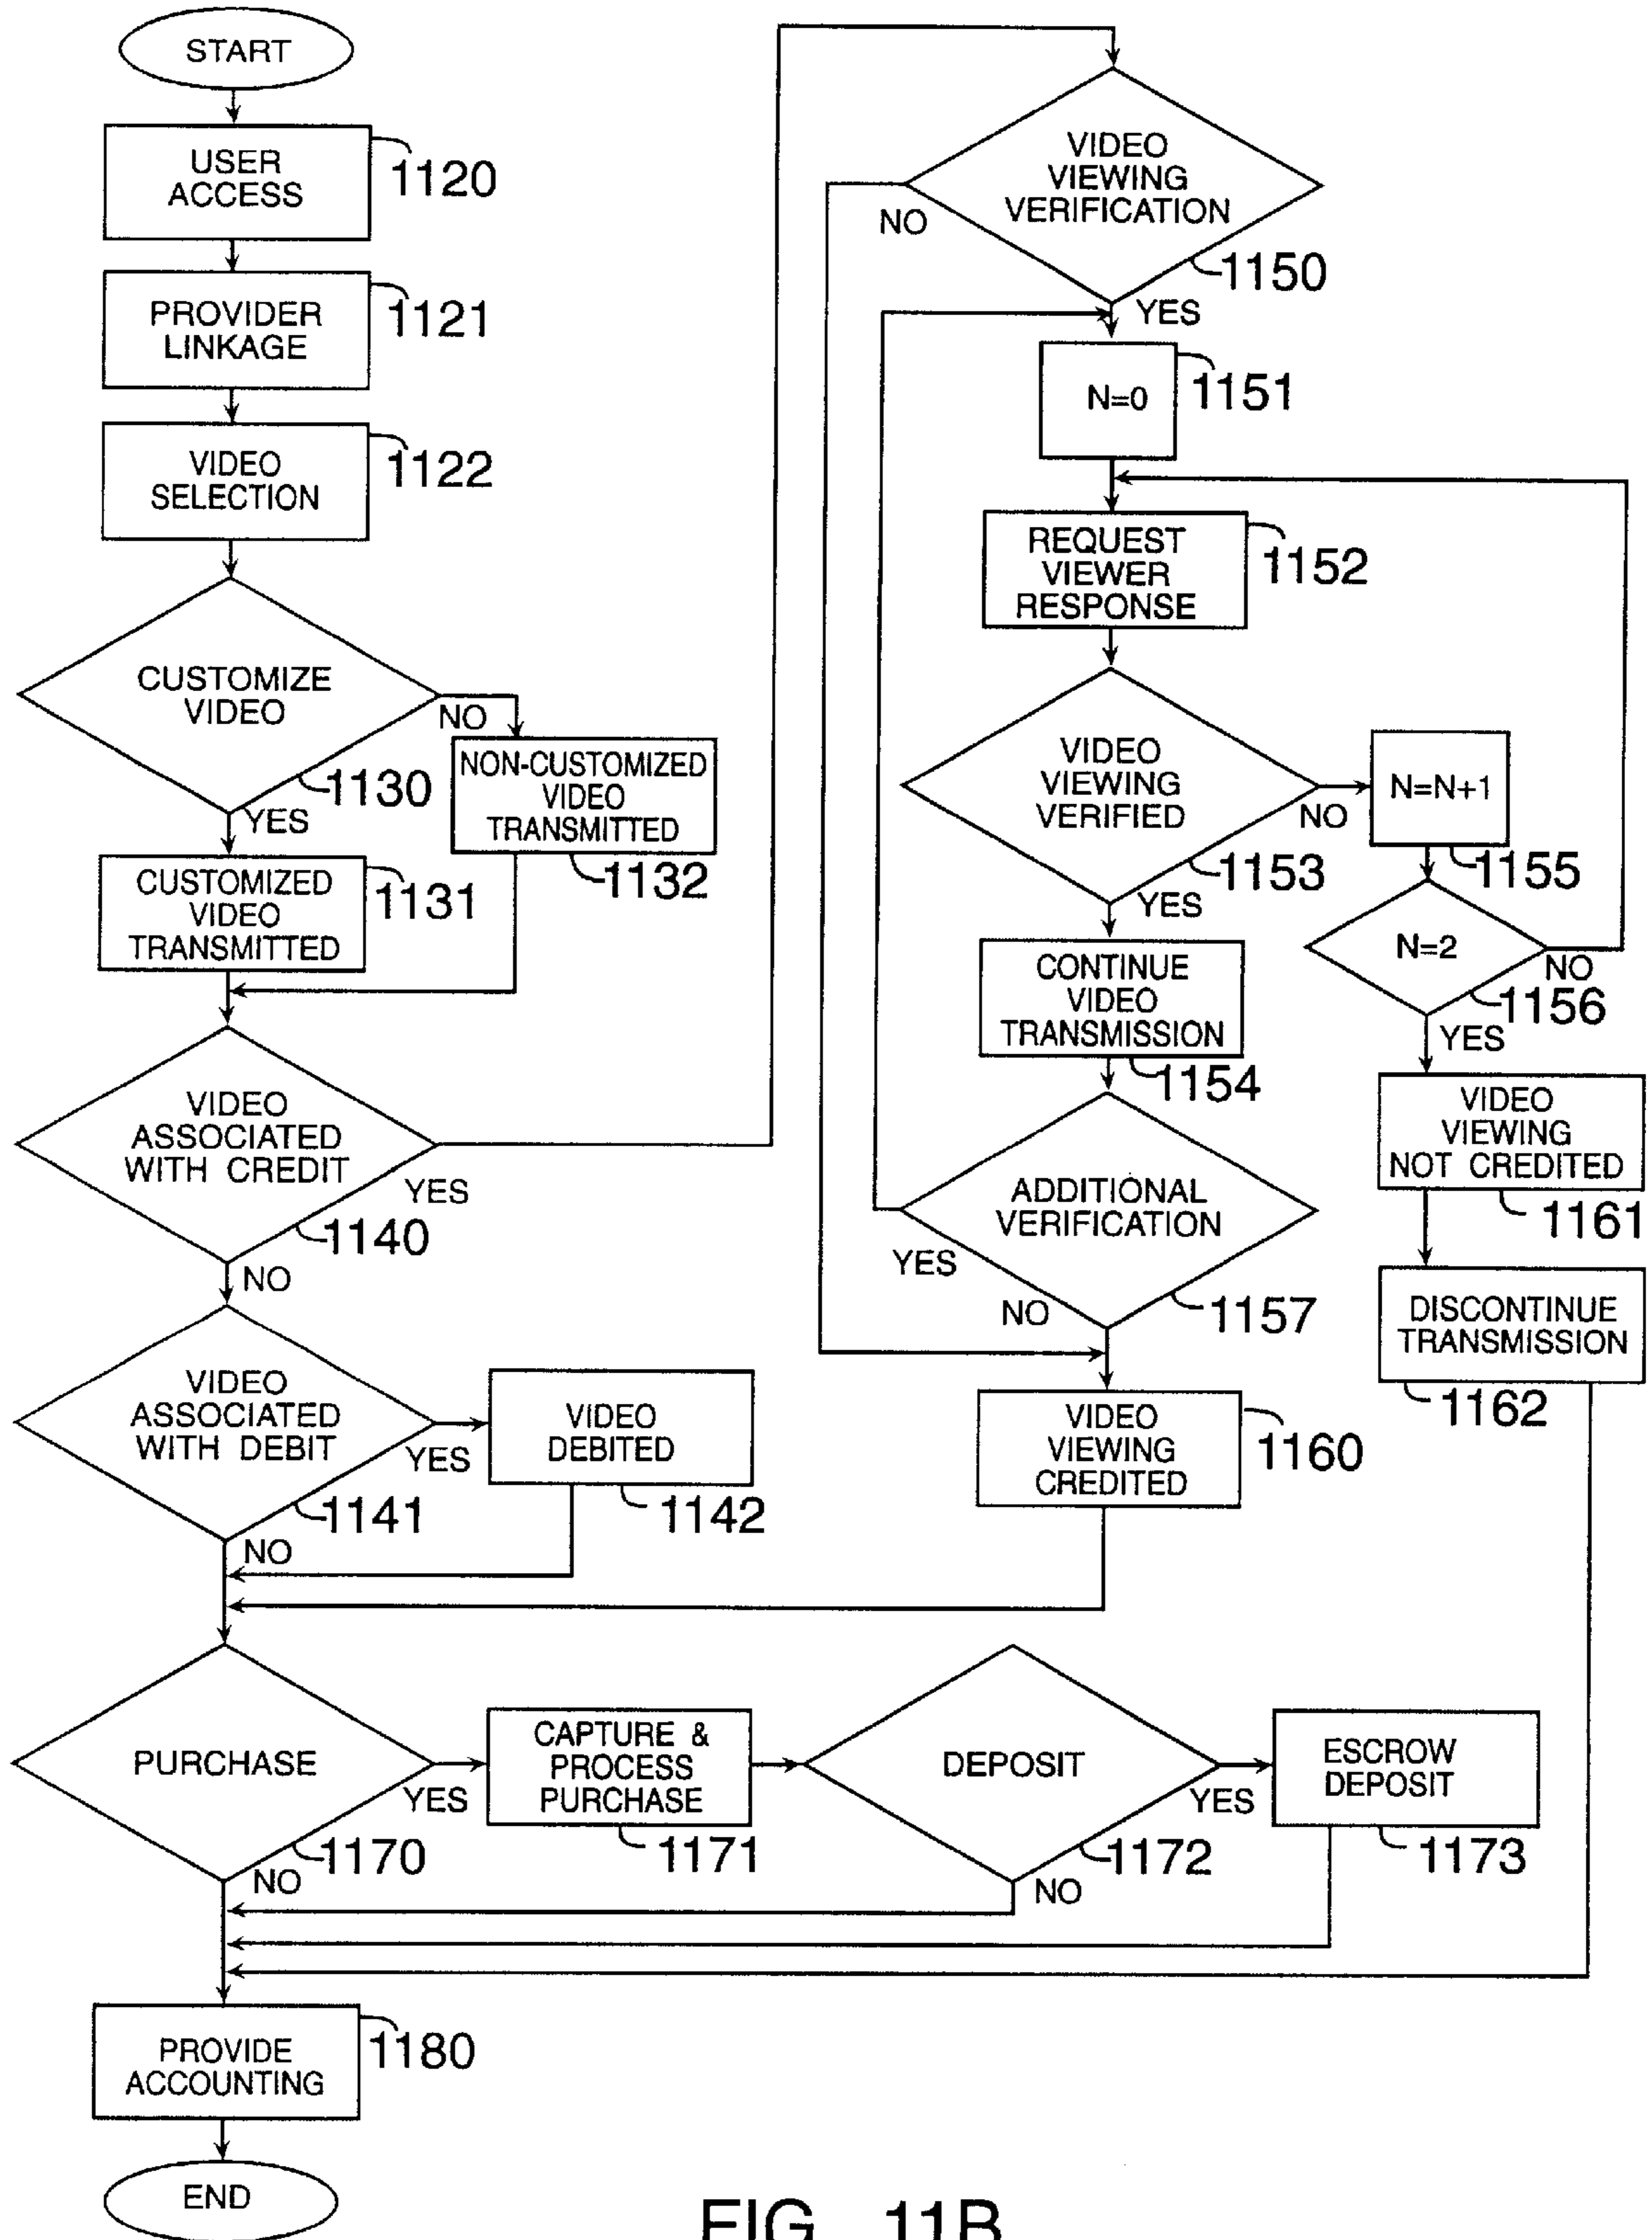 START
USER
ACCESS
1120
PROVIDER
LINKAGE
1121
VIDEO
SELECTION
1122
CUSTOMIZE
VIDEO
NO
1130
YES
NON-CUSTOMIZED
VIDEO
TRANSMITTED
1132
CUSTOMIZED
VIDEO
TRANSMITTED
1131
VIDEO
ASSOCIATED
WITH CREDIT
YES
1140
NO
VIDEO
ASSOCIATED
WITH DEBIT
YES
1141
NO
VIDEO
DEBITED
1142
VIDEO
VIEWING
VERIFICATION
NO
1150
YES
N=0
1151
REQUEST
VIEWER
RESPONSE
1152
VIDEO
VIEWING
VERIFIED
NO
1153
YES
N=N+1
1155
N=2
NO
1156
YES
CONTINUE
VIDEO
TRANSMISSION
1154
VIDEO
VIEWING
NOT CREDITED
1161
ADDITIONAL
VERIFICATION
YES
NO
1157
DISCONTINUE
TRANSMISSION
1162
VIDEO
VIEWING
CREDITED
1160
PURCHASE
YES
1170
NO
CAPTURE &
PROCESS
PURCHASE
1171
DEPOSIT
YES
1172
NO
ESCROW
DEPOSIT
1173
PROVIDE
ACCOUNTING
1180
END
FIG. 11B